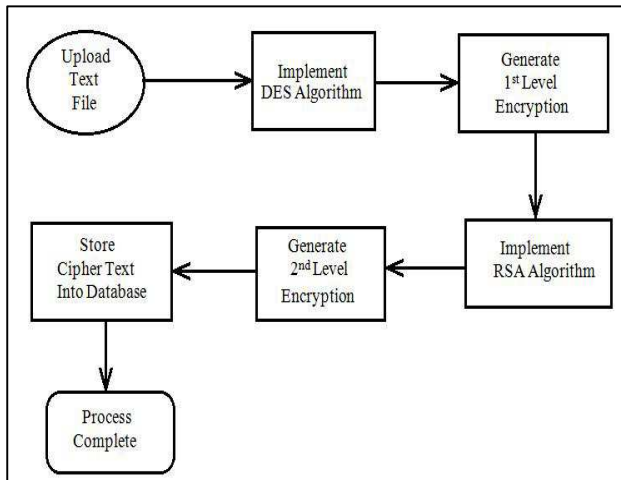 Upload
Text
File
Implement
DES Algorithm
Generate
1st Level
Encryption
Implement
RSA Algorithm
Generate
2nd Level
Encryption
Store
Cipher Text
Into Database
Process
Complete